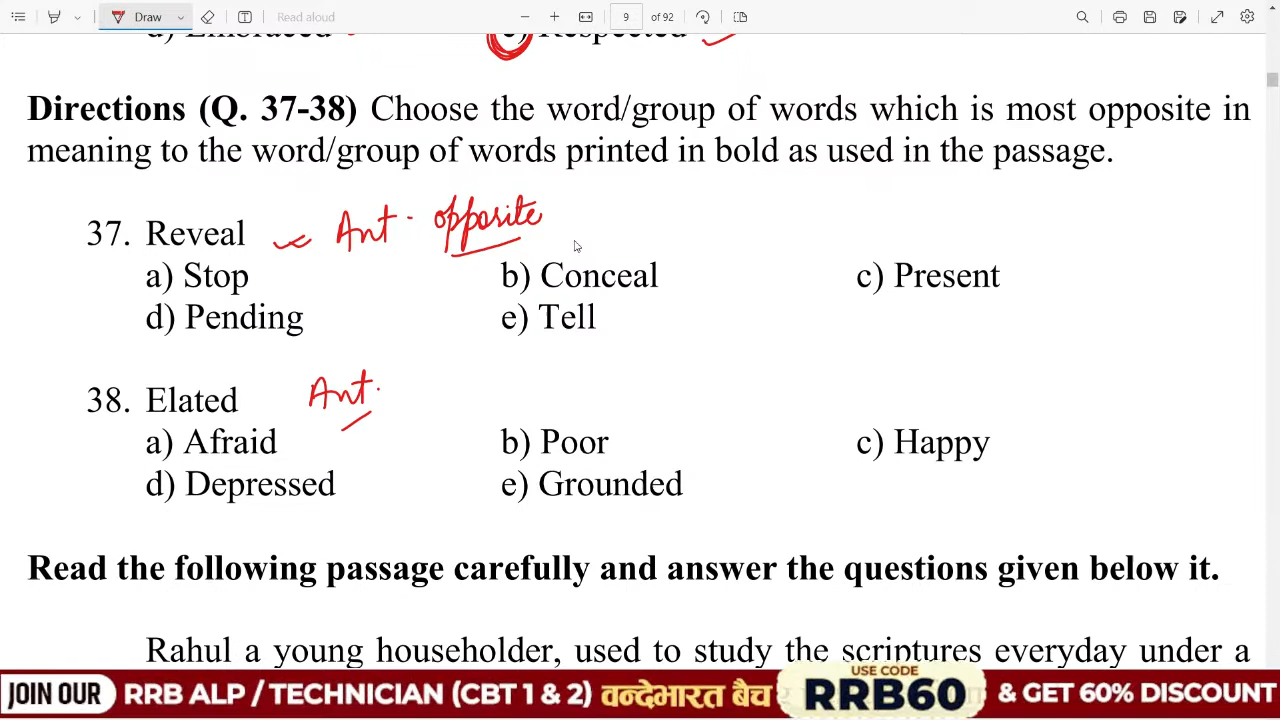 Draw
Read aloud
9 of 92
d) Embraced e) Respected
Directions (Q. 37-38) Choose the word/group of words which is most opposite in
meaning to the word/group of words printed in bold as used in the passage.
37. Reveal Ant. opposite
a) Stop b) Conceal c) Present
d) Pending e) Tell
38. Elated Ant.
a) Afraid b) Poor c) Happy
d) Depressed e) Grounded
Read the following passage carefully and answer the questions given below it.
Rahul a young householder, used to study the scriptures everyday under a
USE CODE
JOIN OUR RRB ALP / TECHNICIAN (CBT 1 & 2) वन्देभारत बैच RRB60 & GET 60% DISCOUNT